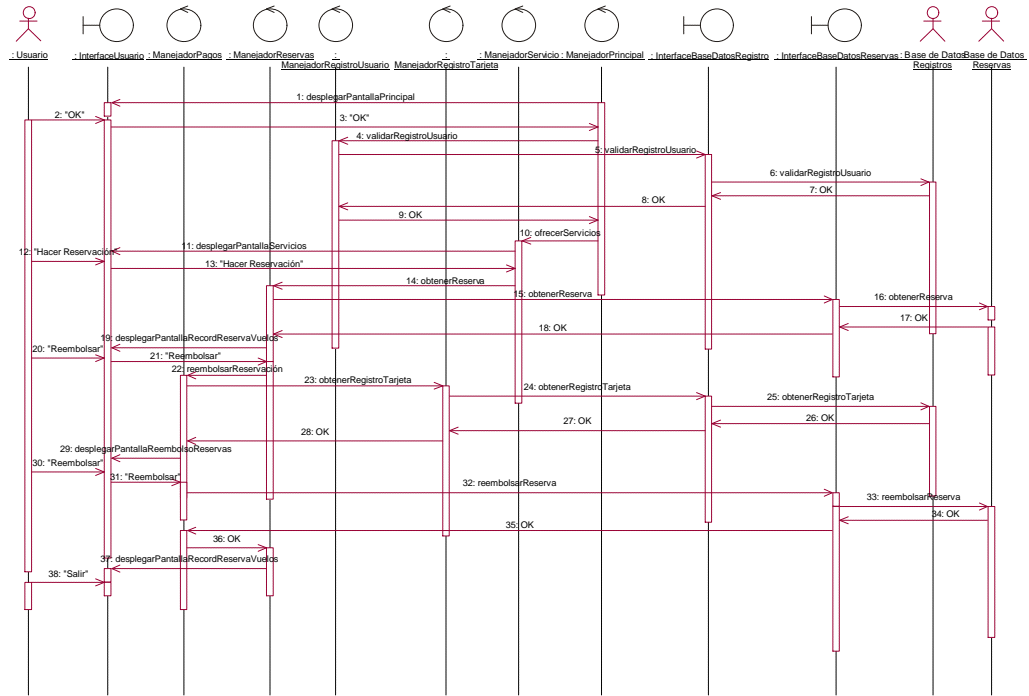 : Usuario
: InterfaceUsuario
: ManejadorPagos
: ManejadorReservas
:
ManejadorRegistroUsuario
:
ManejadorRegistroTarjeta
: ManejadorServicio
: ManejadorPrincipal
: InterfaceBaseDatosRegistro
: InterfaceBaseDatosReservas
: Base de Datos
Registros
: Base de Datos
Reservas
1: desplegarPantallaPrincipal
2: "OK"
3: "OK"
4: validarRegistroUsuario
5: validarRegistroUsuario
6: validarRegistroUsuario
7: OK
8: OK
9: OK
10: ofrecerServicios
11: desplegarPantallaServicios
12: "Hacer Reservación"
13: "Hacer Reservación"
14: obtenerReserva
15: obtenerReserva
16: obtenerReserva
17: OK
18: OK
19: desplegarPantallaRecordReservaVuelos
20: "Reembolsar"
21: "Reembolsar"
22: reembolsarReservación
23: obtenerRegistroTarjeta
24: obtenerRegistroTarjeta
25: obtenerRegistroTarjeta
26: OK
27: OK
28: OK
29: desplegarPantallaReembolsoReservas
30: "Reembolsar"
31: "Reembolsar"
32: reembolsarReserva
33: reembolsarReserva
34: OK
35: OK
36: OK
37: desplegarPantallaRecordReservaVuelos
38: "Salir"